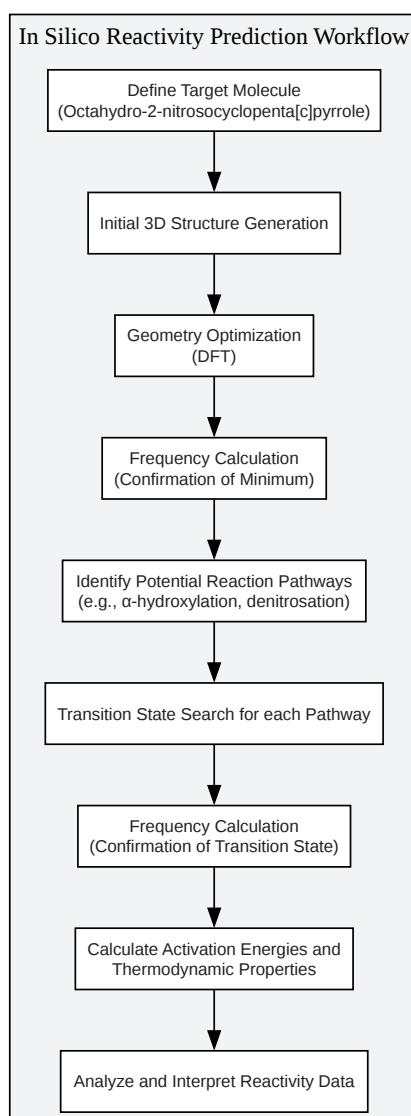 In Silico Reactivity Prediction Workflow
Define Target Molecule
(Octahydro-2-nitrosocyclopenta[c]pyrrole)
Initial 3D Structure Generation
Geometry Optimization
(DFT)
Frequency Calculation
(Confirmation of Minimum)
Identify Potential Reaction Pathways
(e.g., α-hydroxylation, denitrosation)
Transition State Search for each Pathway
Frequency Calculation
(Confirmation of Transition State)
Calculate Activation Energies and
Thermodynamic Properties
Analyze and Interpret Reactivity Data